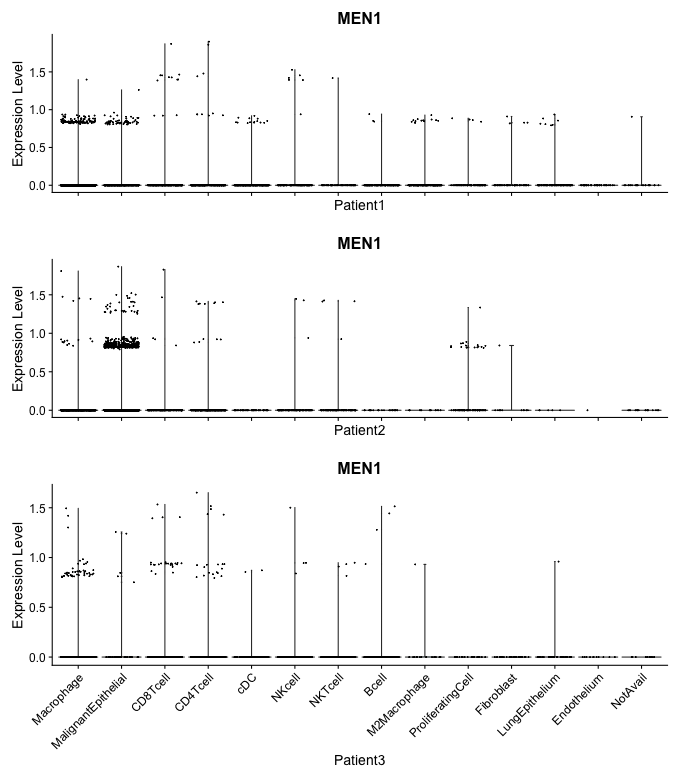 MEN1
Expression Level
1.5
1.0
0.5
0.0
Patient1
MEN1
Expression Level
1.5
1.0
0.5
0.0
Patient2
MEN1
Expression Level
1.5
1.0
0.5
0.0
Macrophage
MalignantEpithelial
CD8Tcell
CD4Tcell
cDC
NKcell
NKTcell
Bcell
M2Macrophage
ProliferatingCell
Fibroblast
LungEpithelium
Endothelium
NotAvail
Patient3